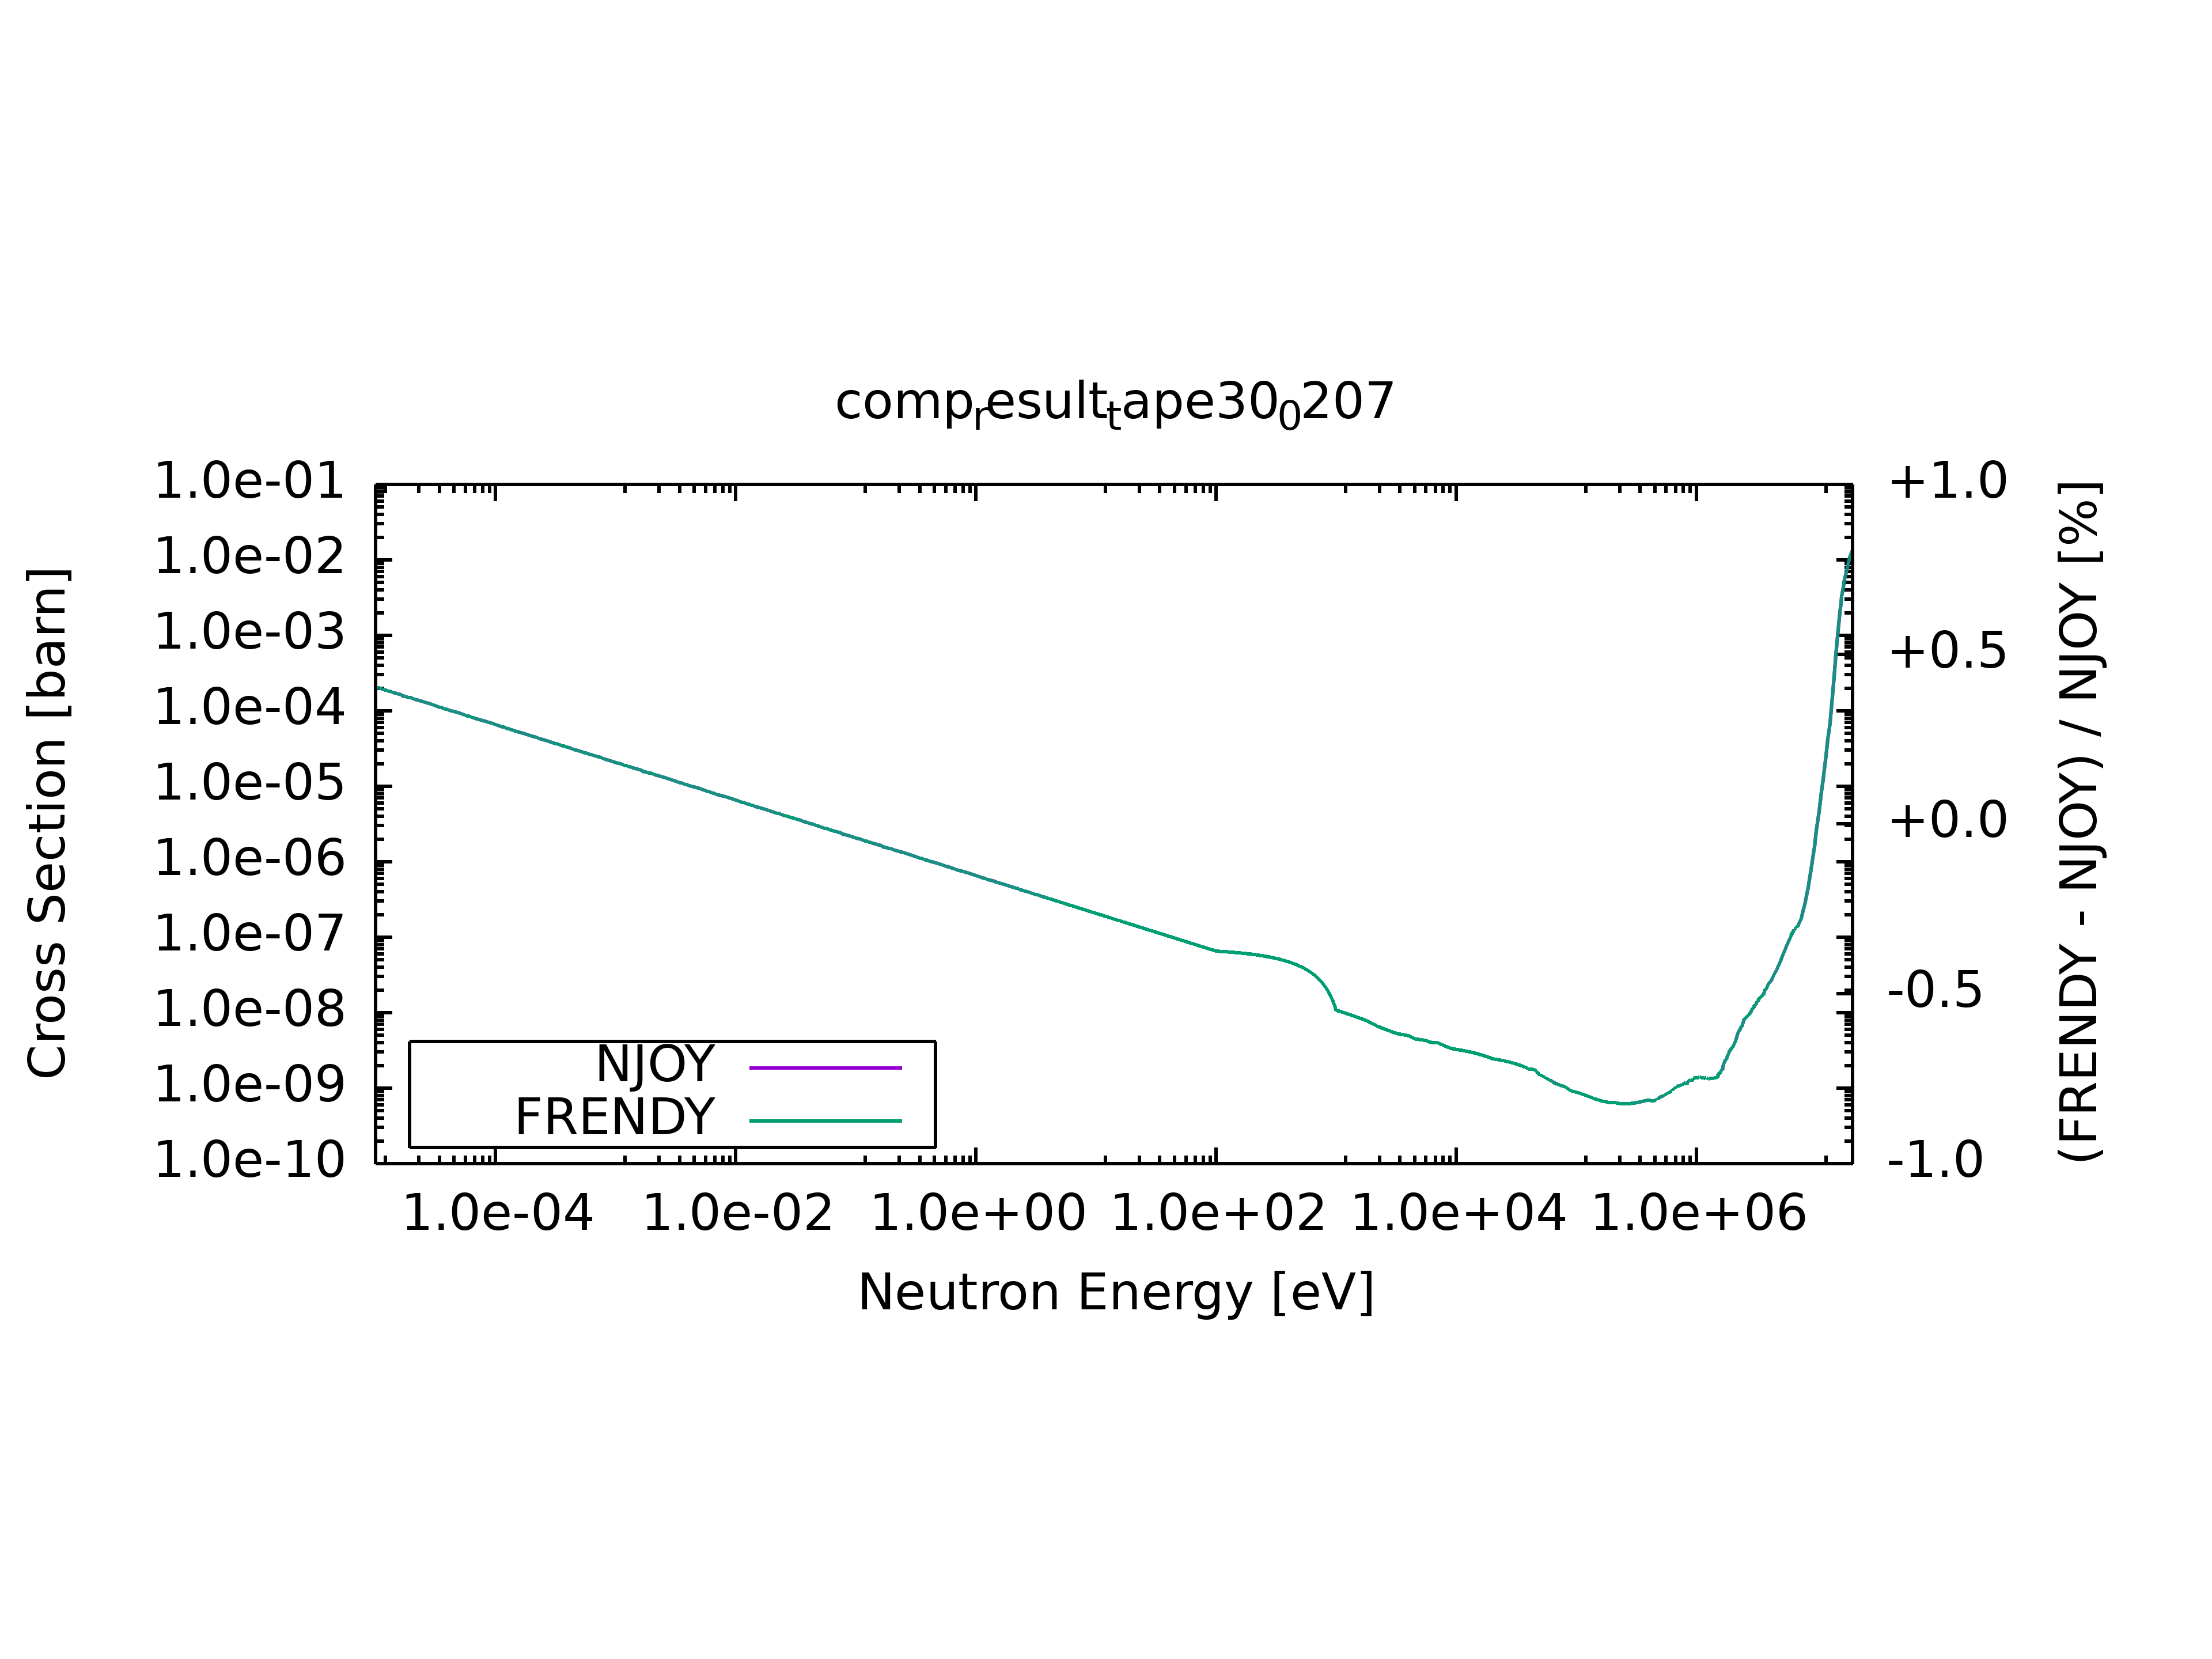 comp_result_tape30_0207
1.0e-01
1.0e-02
1.0e-03
1.0e-04
1.0e-05
1.0e-06
1.0e-07
1.0e-08
1.0e-09
1.0e-10
Cross Section [barn]
+1.0
+0.5
+0.0
-0.5
-1.0
(FRENDY - NJOY) / NJOY [%]
NJOY
FRENDY
1.0e-04 1.0e-02 1.0e+00 1.0e+02 1.0e+04 1.0e+06
Neutron Energy [eV]